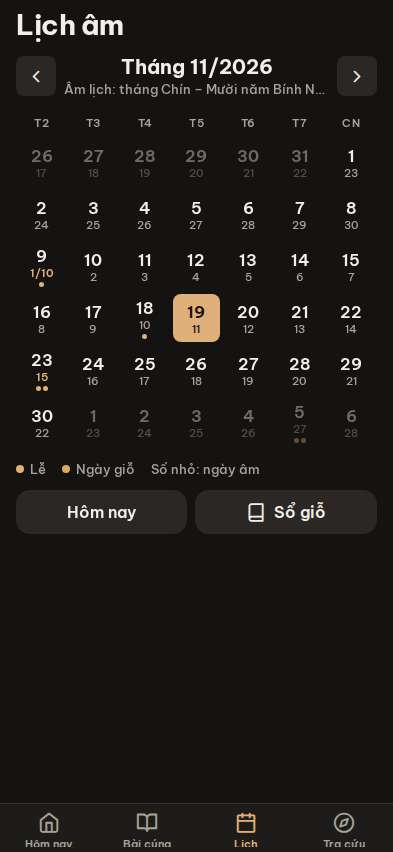 Lịch âm
Tháng 11/2026
Âm lịch: tháng Chín – Mười năm Bính N...
T2 T3 T4 T5 T6 T7 CN
26 27 28 29 30 31 1
17 18 19 20 21 22 23
2 3 4 5 6 7 8
24 25 26 27 28 29 30
9 10 11 12 13 14 15
1/10 2 3 4 5 6 7
16 17 18 19 20 21 22
8 9 10 11 12 13 14
23 24 25 26 27 28 29
15 16 17 18 19 20 21
30 1 2 3 4 5 6
22 23 24 25 26 27 28
Lễ Ngày giỗ Số nhỏ: ngày âm
Hôm nay Sổ giỗ
Hôm nay Bài cúng Lịch Tra cứu